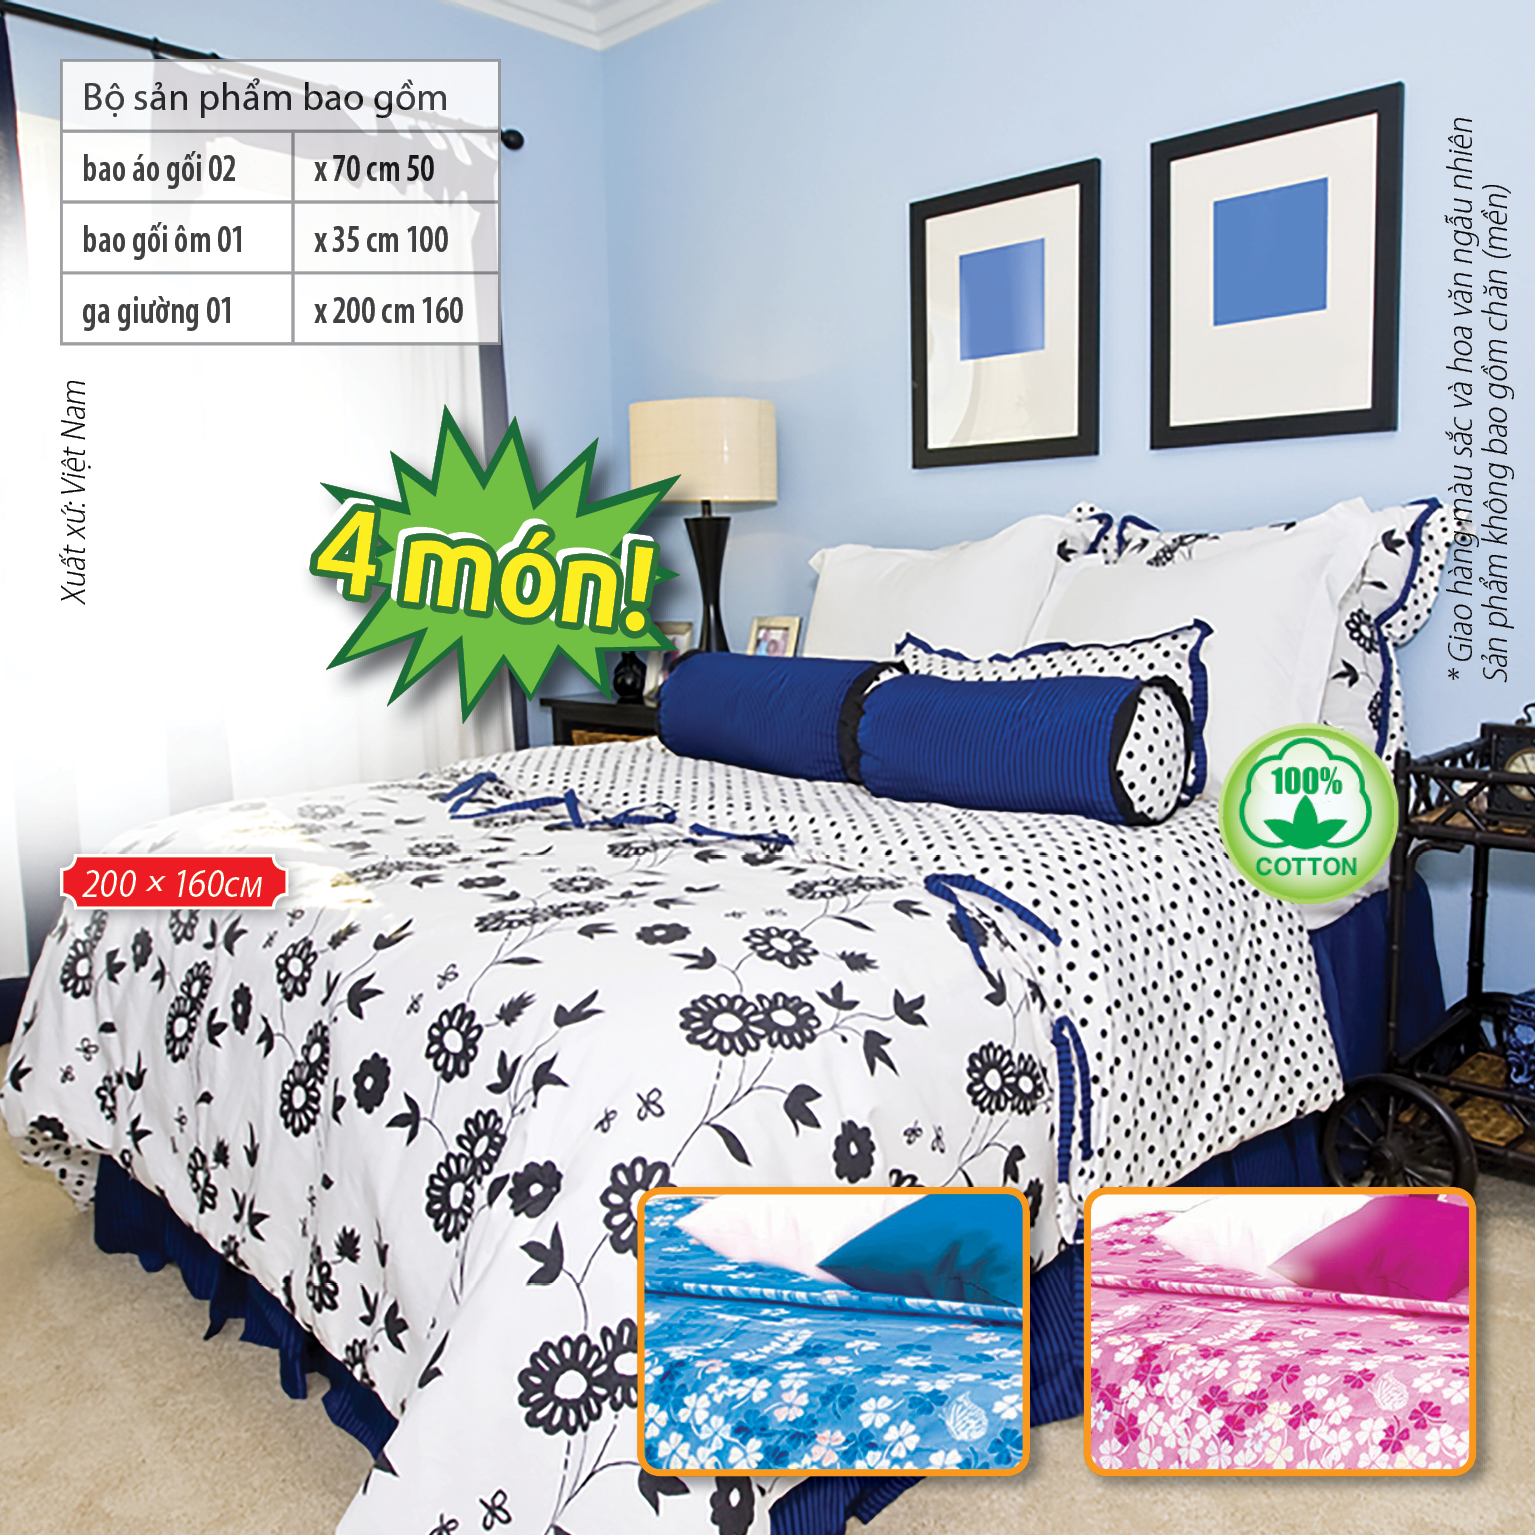 Bộ sản phẩm bao gồm
bao áo gối 02 x 70 cm 50
bao gối ôm 01 x 35 cm 100
ga giường 01 x 200 cm 160
Xuất xứ: Việt Nam
4 món!
* Giao hàng màu sắc và hoa văn ngẫu nhiên
Sản phẩm không bao gồm chăn (mền)
100%
COTTON
200 × 160CM